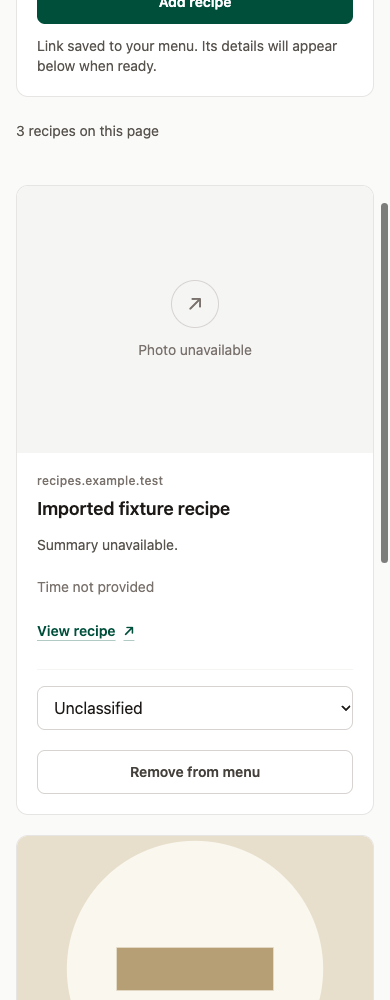 Add recipe
Link saved to your menu. Its details will appear
below when ready.
3 recipes on this page
Photo unavailable
recipes.example.test
Imported fixture recipe
Summary unavailable.
Time not provided
View recipe ↗
Unclassified
Remove from menu